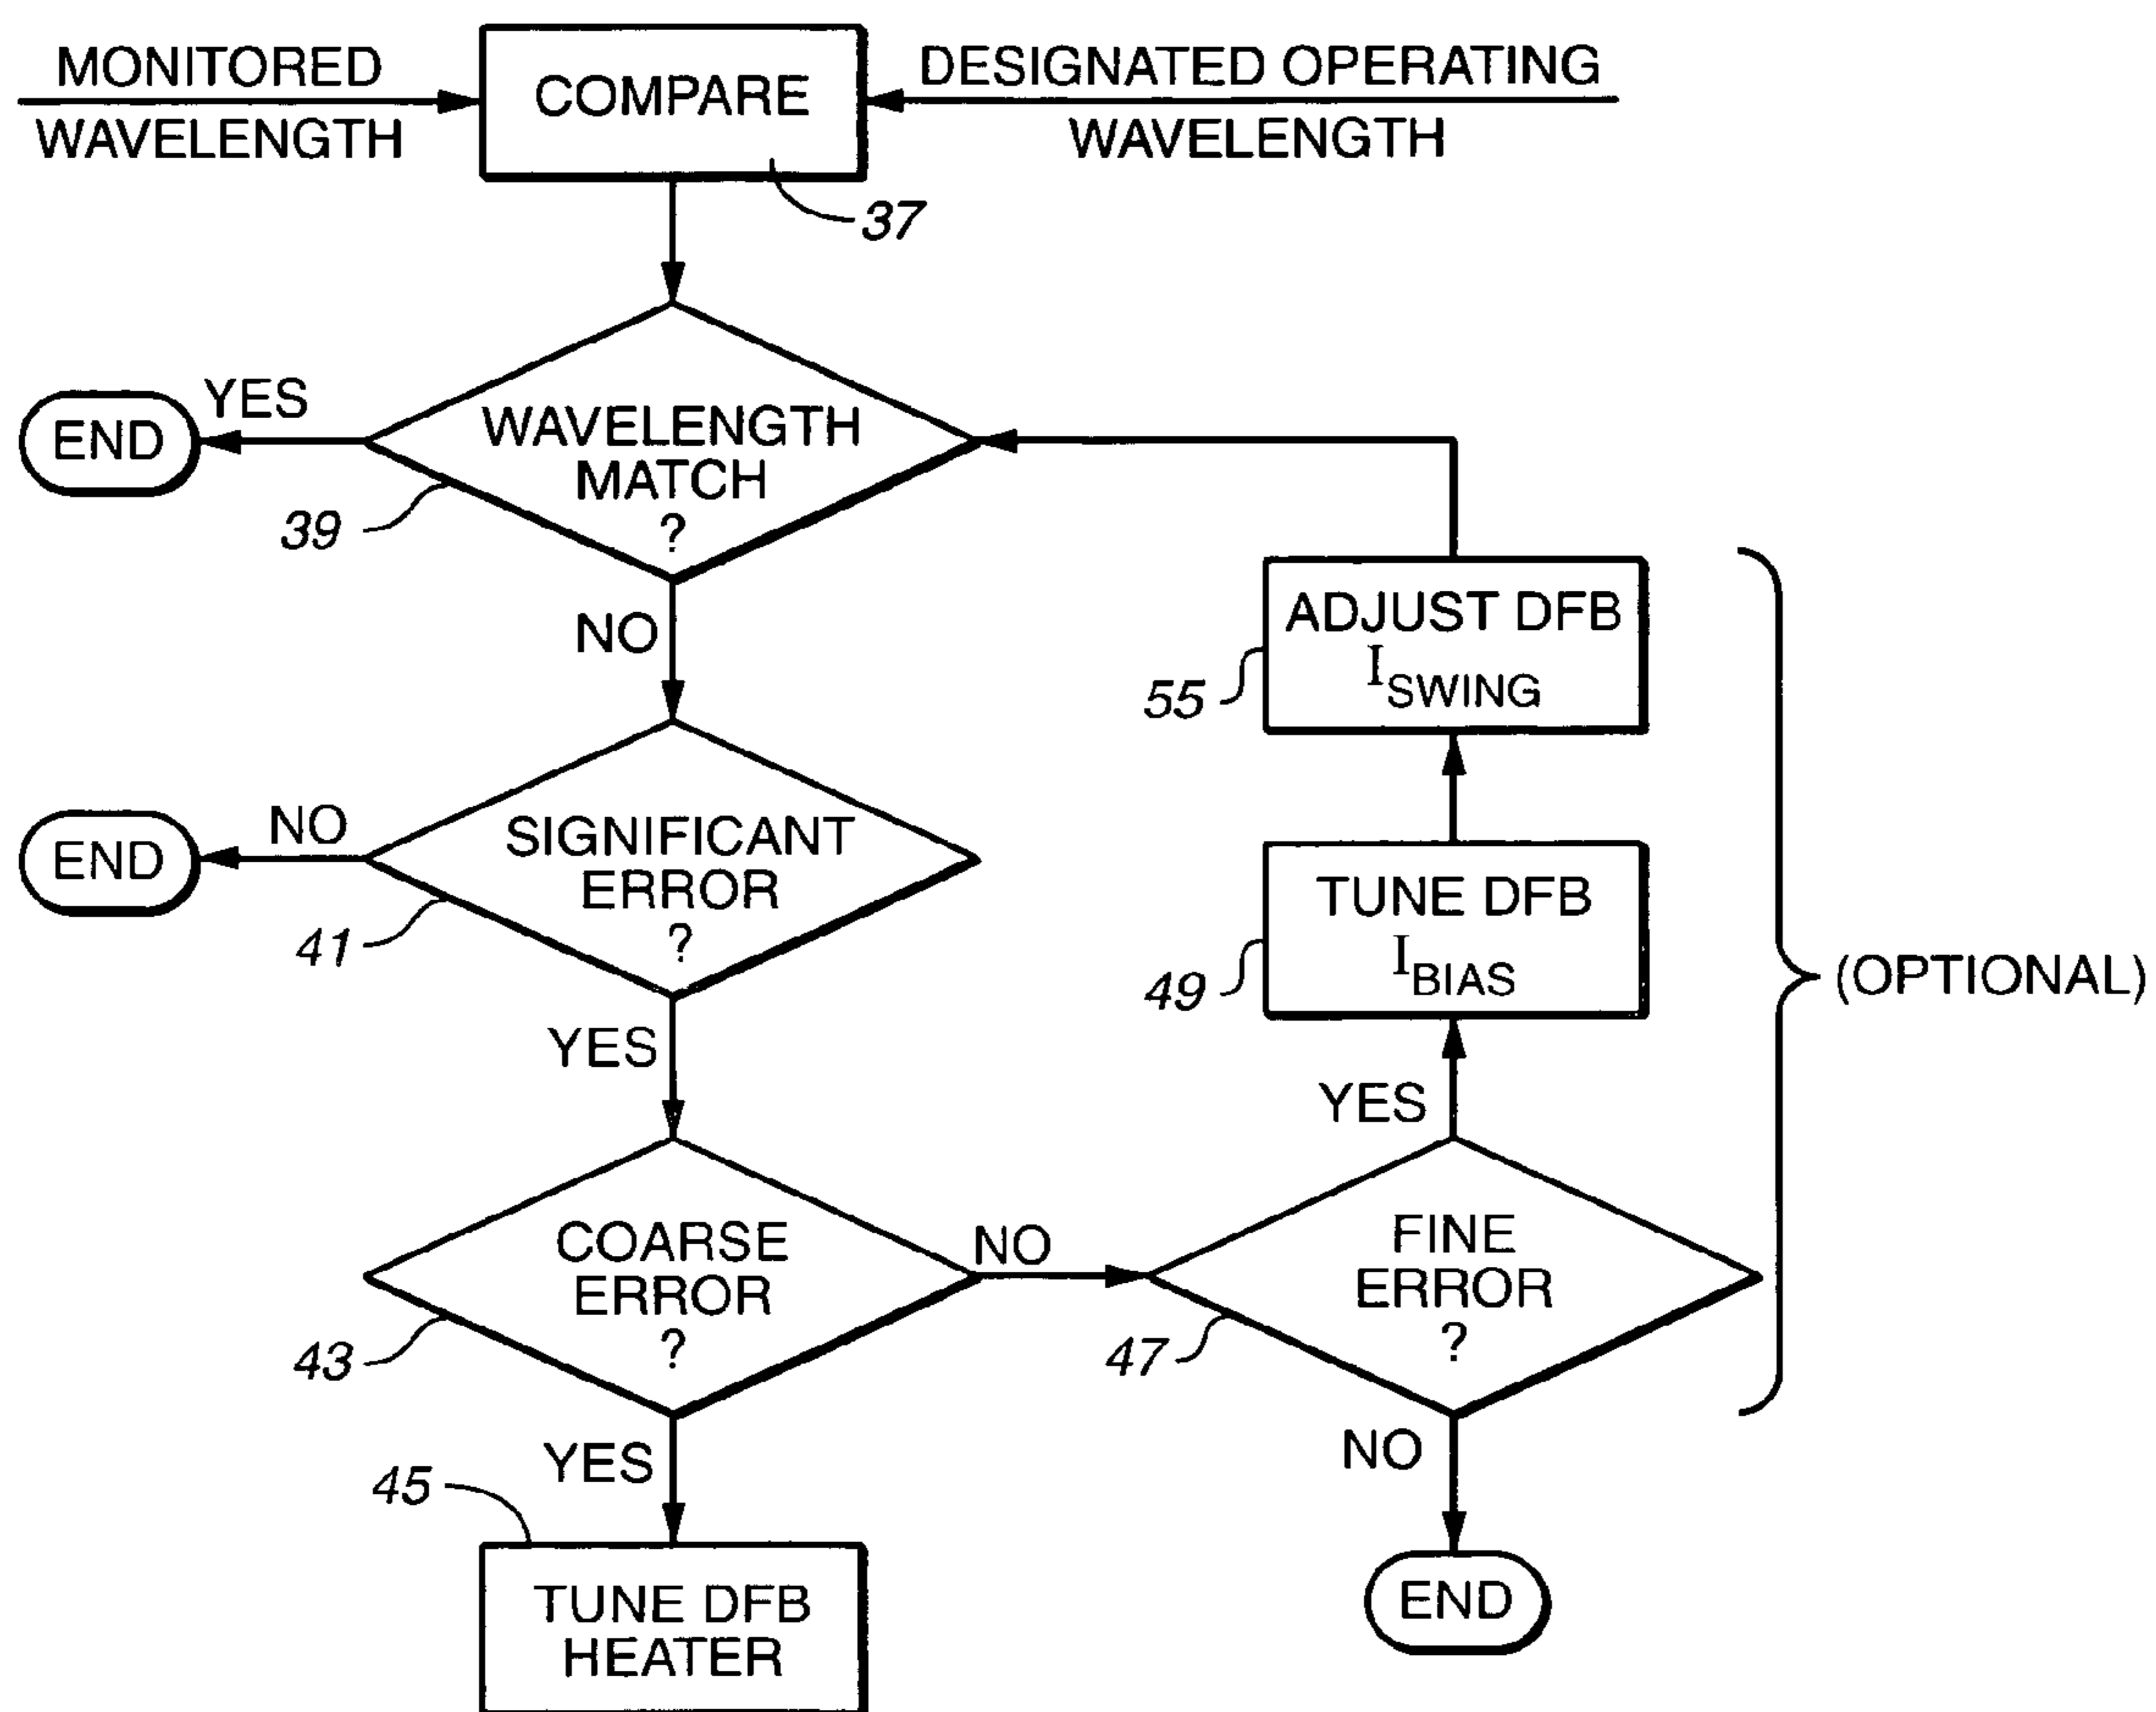 MONITORED
WAVELENGTH
COMPARE
DESIGNATED OPERATING
WAVELENGTH
37
END
YES
WAVELENGTH
MATCH
?
39
NO
ADJUST DFB
I SWING
55
END
NO
SIGNIFICANT
ERROR
?
41
TUNE DFB
I BIAS
49
(OPTIONAL)
YES
YES
COARSE
ERROR
?
43
NO
FINE
ERROR
?
47
YES
NO
45
TUNE DFB
HEATER
END